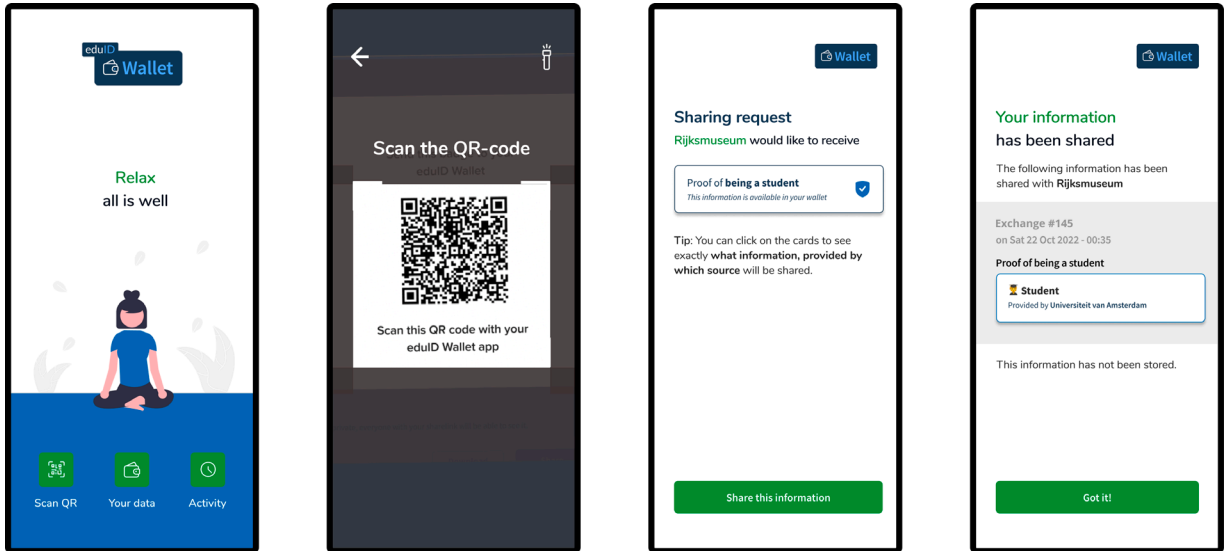 eduID
Wallet
Relax
all is well
Scan QR
Your data
Activity
Scan the QR-code
eduID Wallet
Scan this QR code with your
eduID Wallet app
Wallet
Sharing request
Rijksmuseum would like to receive
Proof of being a student
This information is available in your wallet
Tip: You can click on the cards to see
exactly what information, provided by
which source will be shared.
Share this information
Wallet
Your information
has been shared
The following information has been
shared with Rijksmuseum
Exchange #145
on Sat 22 Oct 2022 - 00:35
Proof of being a student
Student
Provided by Universiteit van Amsterdam
This information has not been stored.
Got it!